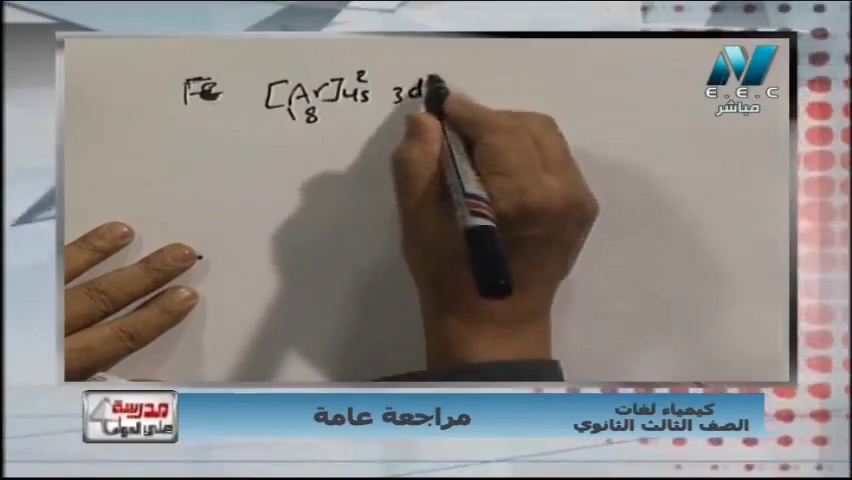 Fe [Ar]4s² 3d
18
E.E.C
مباشر
مدرسة
على الهواء
مراجعة عامة
كيمياء لغات
الصف الثالث الثانوي